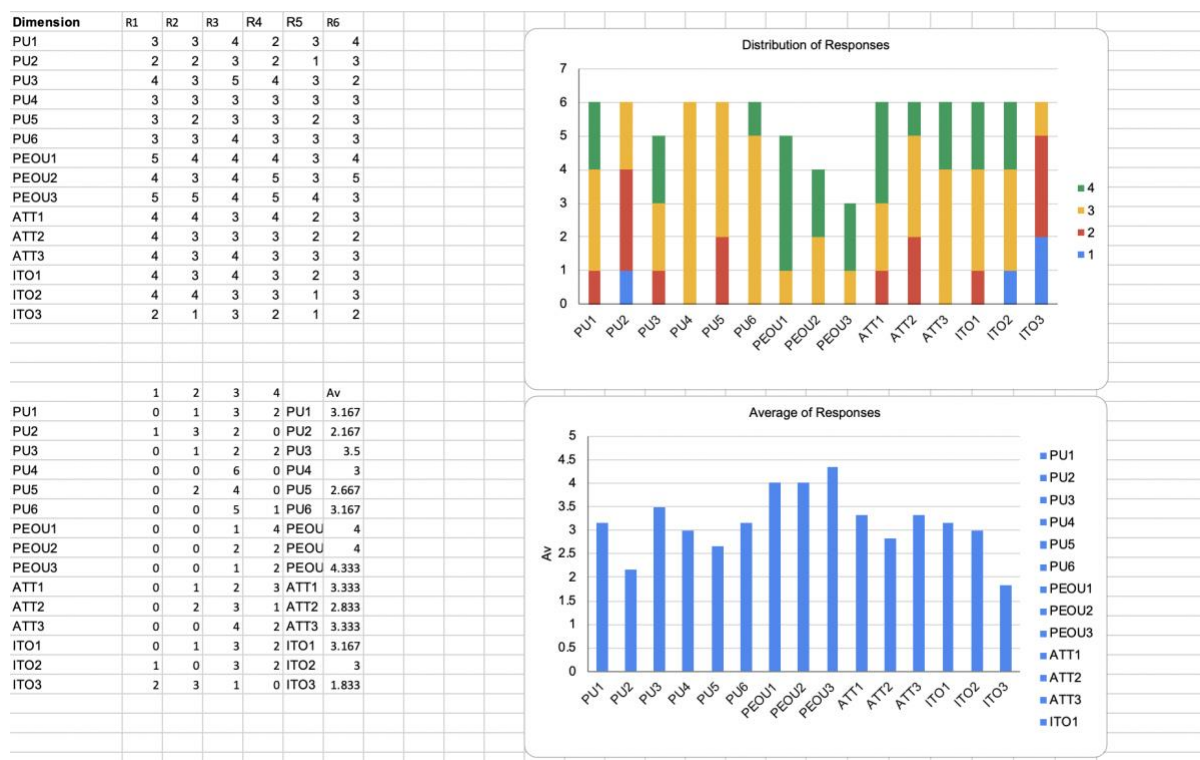 Dimension R1 R2 R3 R4 R5 R6
PU1 3 3 4 2 3 4
PU2 2 2 3 2 1 3
PU3 4 3 5 4 3 2
PU4 3 3 3 3 3 3
PU5 3 2 3 3 2 3
PU6 3 3 4 3 3 3
PEOU1 5 4 4 4 3 4
PEOU2 4 3 4 5 3 5
PEOU3 5 5 4 5 4 3
ATT1 4 4 3 4 2 3
ATT2 4 3 3 3 2 2
ATT3 4 3 4 3 3 3
ITO1 4 3 4 3 2 3
ITO2 4 4 3 3 1 3
ITO3 2 1 3 2 1 2
1 2 3 4 Av
PU1 0 1 3 2 PU1 3.167
PU2 1 3 2 0 PU2 2.167
PU3 0 1 2 2 PU3 3.5
PU4 0 0 6 0 PU4 3
PU5 0 2 4 0 PU5 2.667
PU6 0 0 5 1 PU6 3.167
PEOU1 0 0 1 4 PEOU 4
PEOU2 0 0 2 2 PEOU 4
PEOU3 0 0 1 2 PEOU 4.333
ATT1 0 1 2 3 ATT1 3.333
ATT2 0 2 3 1 ATT2 2.833
ATT3 0 0 4 2 ATT3 3.333
ITO1 0 1 3 2 ITO1 3.167
ITO2 1 0 3 2 ITO2 3
ITO3 2 3 1 0 ITO3 1.833
Distribution of Responses
7
6
5
4
3
2
1
0
PU1 PU2 PU3 PU4 PU5 PU6 PEOU1 PEOU2 PEOU3 ATT1 ATT2 ATT3 ITO1 ITO2 ITO3
4
3
2
1
Average of Responses
Av
5
4.5
4
3.5
3
2.5
2
1.5
1
0.5
0
PU1 PU2 PU3 PU4 PU5 PU6 PEOU1 PEOU2 PEOU3 ATT1 ATT2 ATT3 ITO1 ITO2 ITO3
PU1
PU2
PU3
PU4
PU5
PU6
PEOU1
PEOU2
PEOU3
ATT1
ATT2
ATT3
ITO1